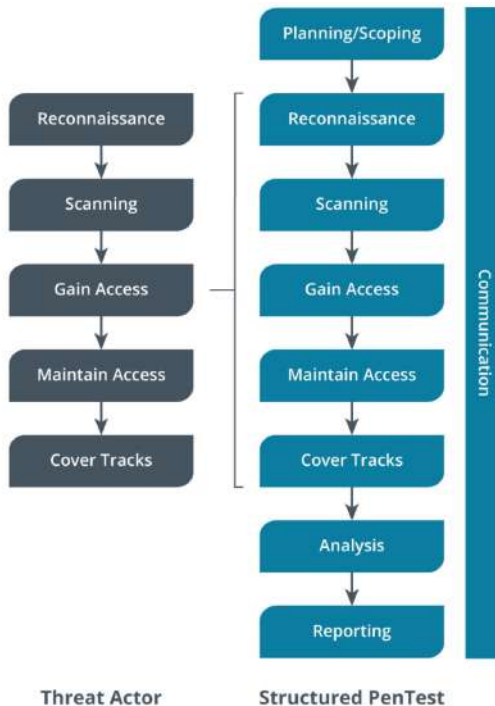 Planning/Scoping
Reconnaissance
Reconnaissance
Scanning
Scanning
Gain Access
Gain Access
Maintain Access
Maintain Access
Cover Tracks
Cover Tracks
Analysis
Reporting
Communication
Threat Actor
Structured PenTest